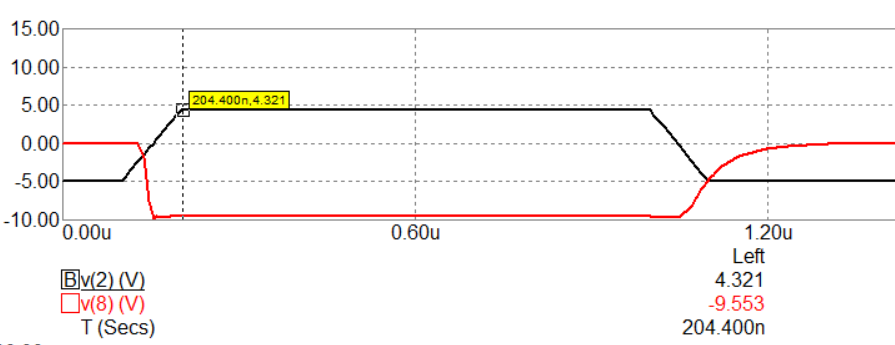 15.00
10.00
204.400n,4.321
5.00
0.00
-5.00
-10.00
0.00u 0.60u 1.20u
Left
B v(2) (V) 4.321
v(8) (V) -9.553
T (Secs) 204.400n